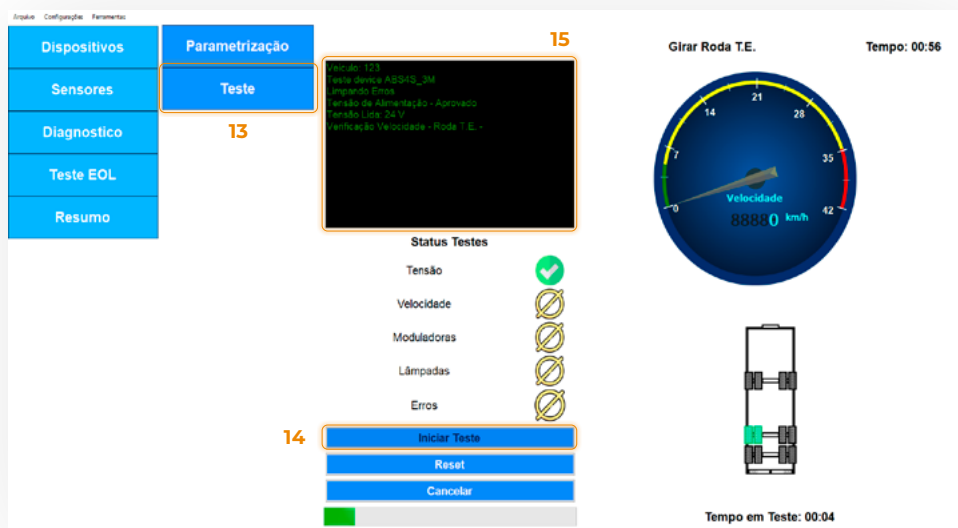 Arquivo Configurações Ferramentas
Dispositivos
Sensores
Diagnostico
Teste EOL
Resumo
Parametrização
Teste
13
15
Veiculo: 123
Teste device ABS4S_3M
Limpando Erros
Tensão de Alimentação - Aprovado
Tensão Lida: 24 V
Verificação Velocidade - Roda T.E. -
Status Testes
Tensão
Velocidade
Moduladoras
Lâmpadas
Erros
14
Iniciar Teste
Reset
Cancelar
Girar Roda T.E.
Tempo: 00:56
0
7
14
21
28
35
42
Velocidade
88880 km/h
Tempo em Teste: 00:04